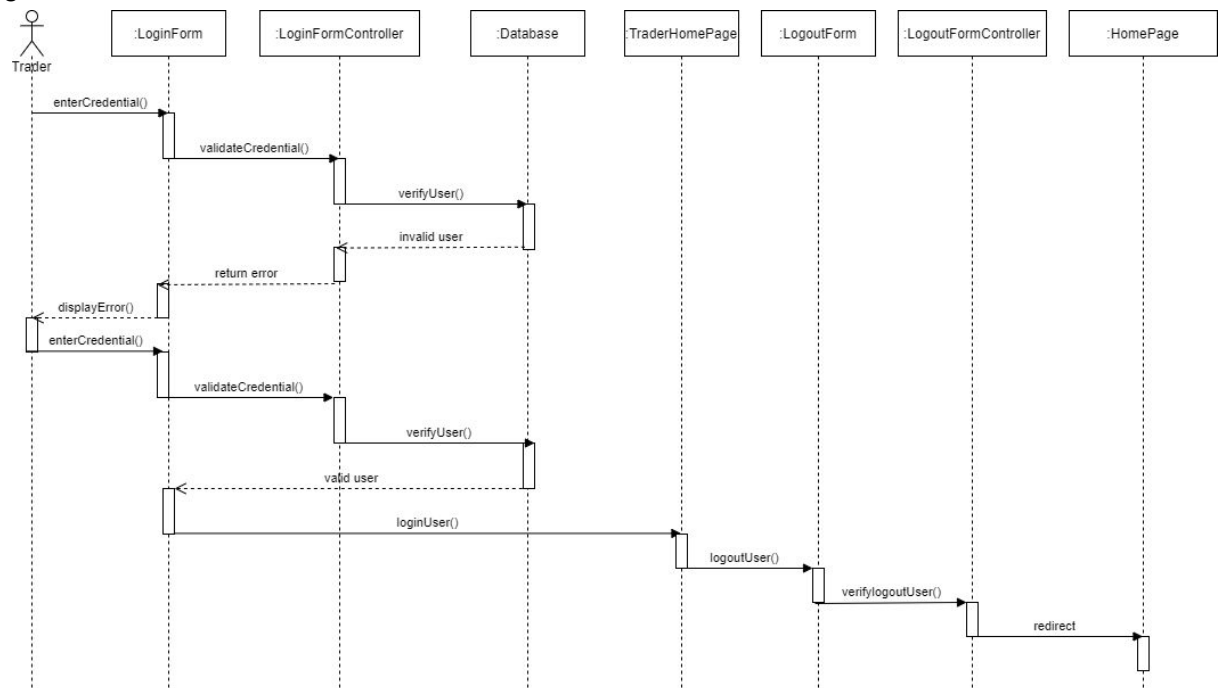 :LoginForm
:LoginFormController
:Database
:TraderHomePage
:LogoutForm
:LogoutFormController
:HomePage
Trader
enterCredential()
validateCredential()
verifyUser()
invalid user
return error
displayError()
enterCredential()
validateCredential()
verifyUser()
valid user
loginUser()
logoutUser()
verifylogoutUser()
redirect